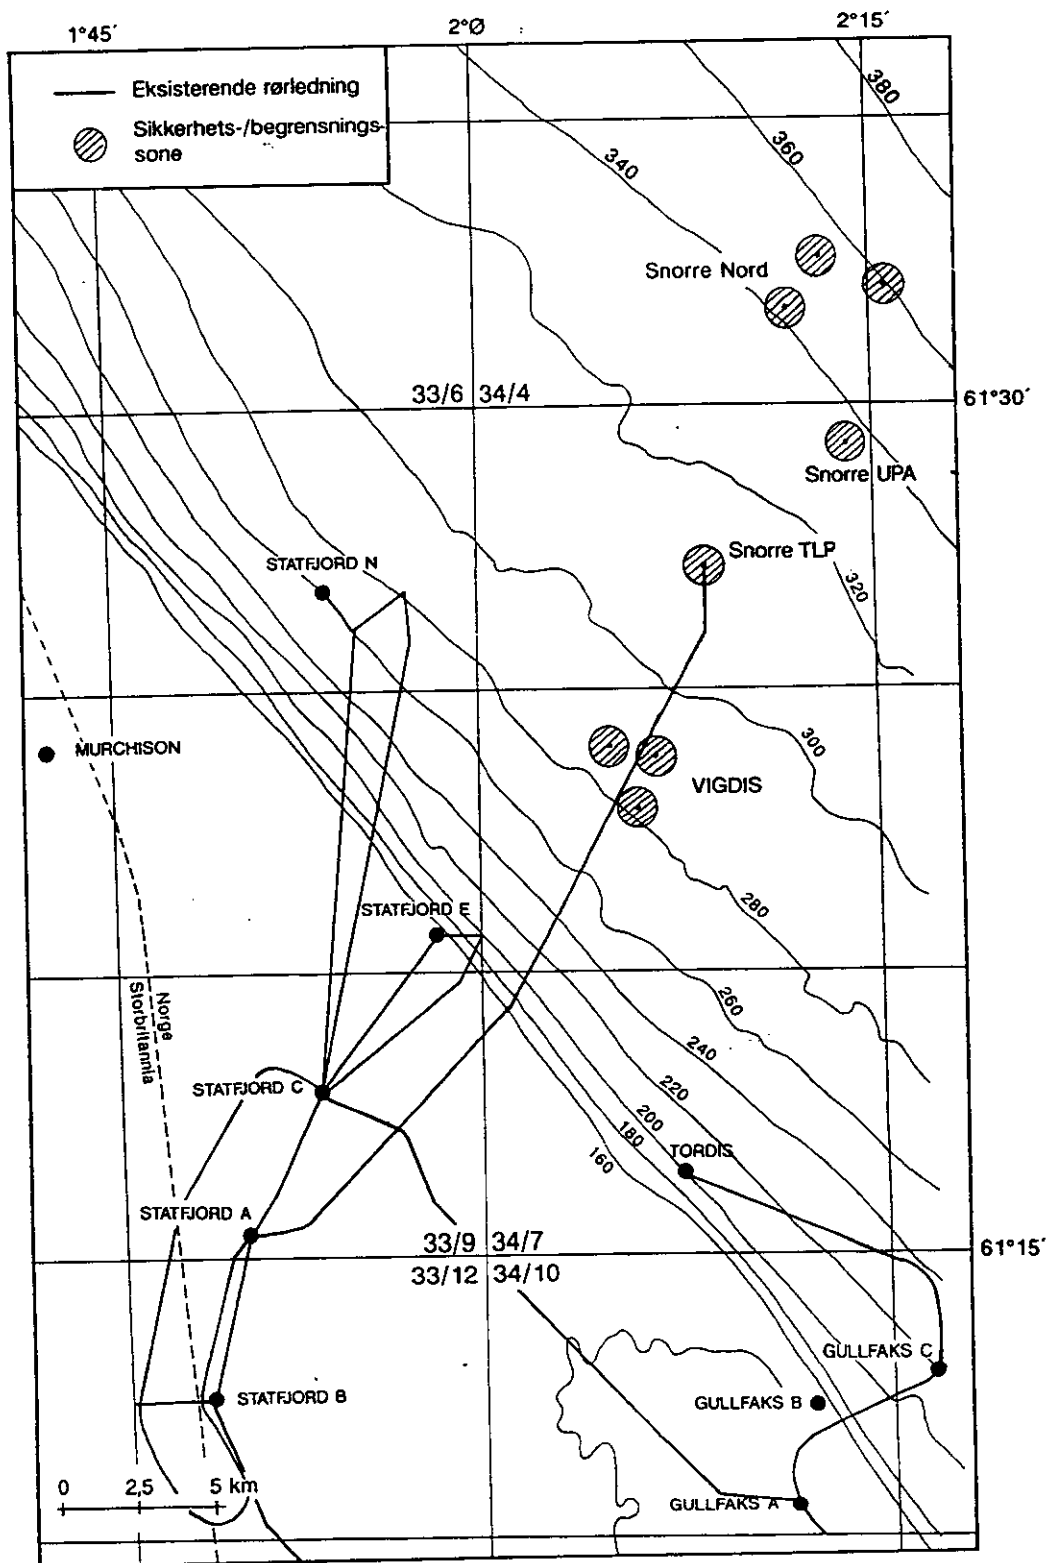 1°45′
2°Ø
2°15′
Eksisterende rørledning
Sikkerhets-/begrensnings-
sone
380
360
340
Snorre Nord
33/6 34/4
61°30′
Snorre UPA
Snorre TLP
STATFJORD N
320
MURCHISON
300
VIGDIS
280
STATFJORD E
260
Norge
Storbritannia
240
STATFJORD C
220
200
180
160
TORDIS
STATFJORD A
33/9 34/7
61°15′
33/12 34/10
GULLFAKS C
STATFJORD B
GULLFAKS B
0 2,5 5 km
GULLFAKS A